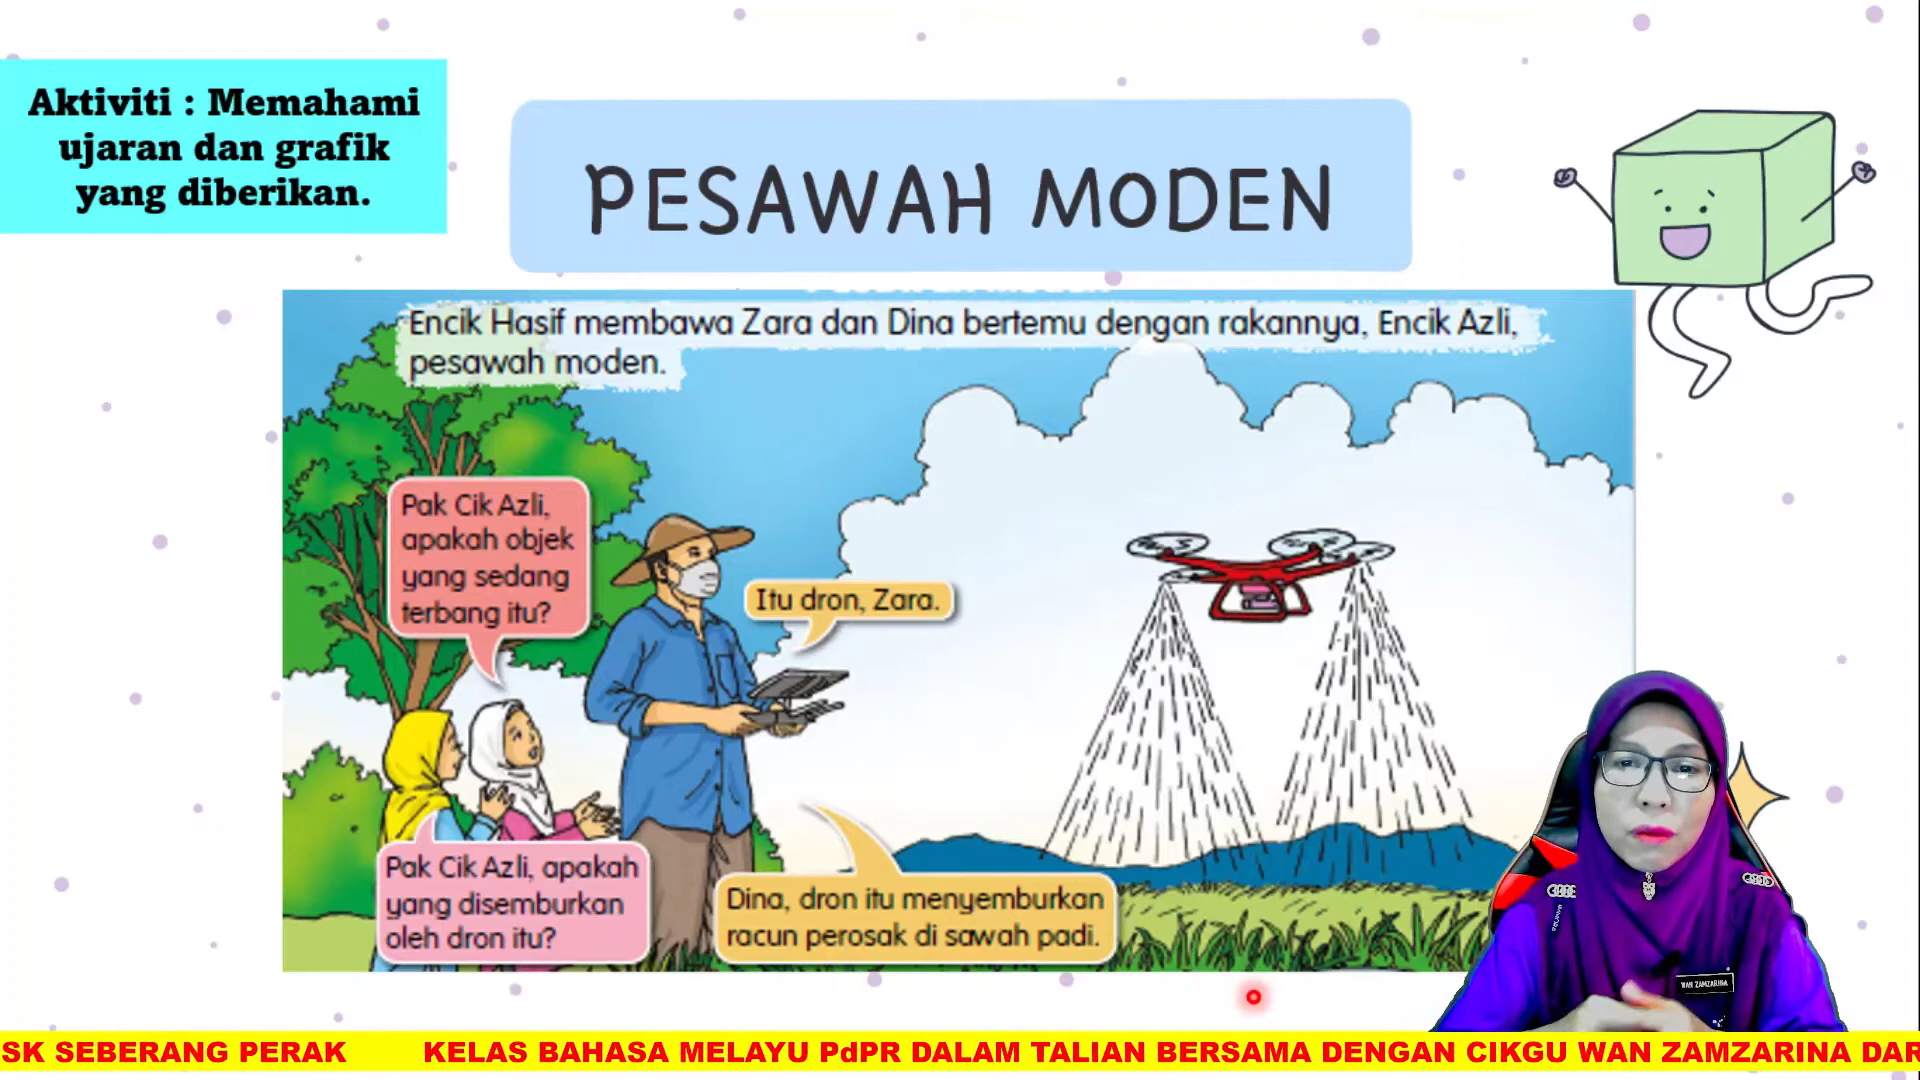 Aktiviti : Memahami
ujaran dan grafik
yang diberikan.
PESAWAH MODEN
Encik Hasif membawa Zara dan Dina bertemu dengan rakannya, Encik Azli,
pesawah moden.
Pak Cik Azli,
apakah objek
yang sedang
terbang itu?
Itu dron, Zara.
Pak Cik Azli, apakah
yang disemburkan
oleh dron itu?
Dina, dron itu menyemburkan
racun perosak di sawah padi.
WAN ZAMZARINA
SK SEBERANG PERAK KELAS BAHASA MELAYU PdPR DALAM TALIAN BERSAMA DENGAN CIKGU WAN ZAMZARINA DAR